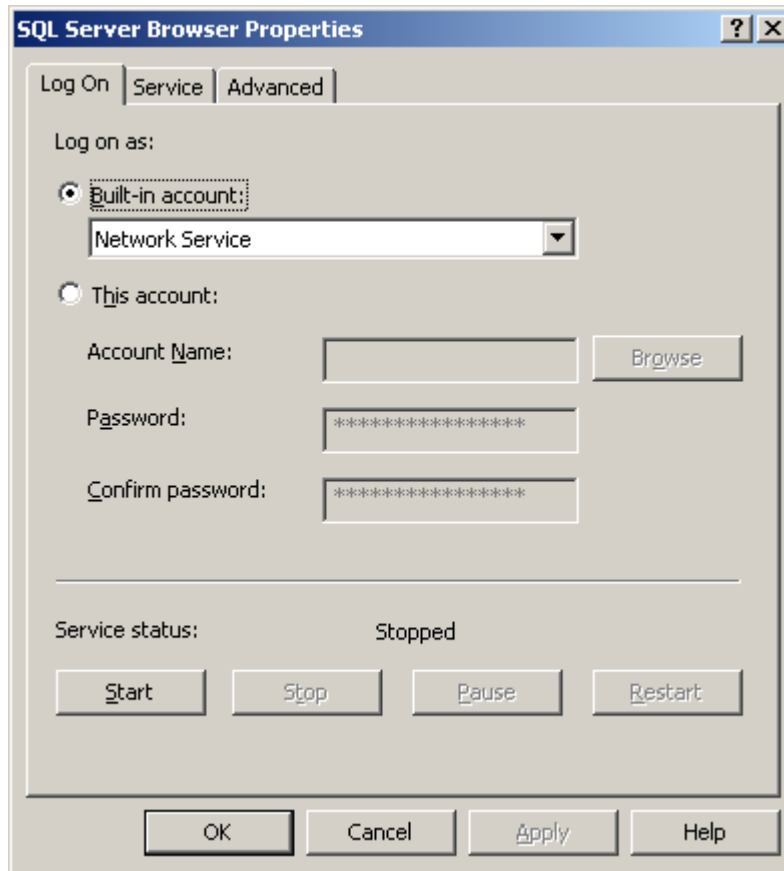 SQL Server Browser Properties
Log On Service Advanced
Log on as:
Built-in account:
Network Service
This account:
Account Name: Browse
Password: ****************
Confirm password: ****************
Service status: Stopped
Start Stop Pause Restart
OK Cancel Apply Help